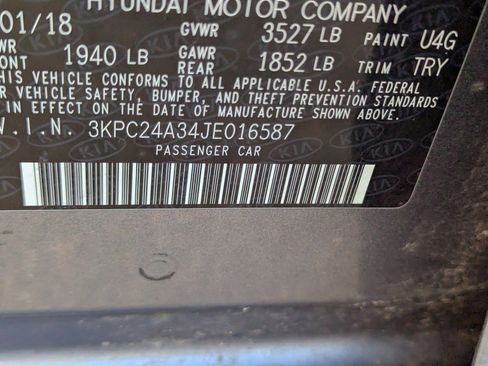 HYUNDAI MOTOR COMPANY
01/18 GVWR 3527 LB PAINT U4G
1940 LB GAWR REAR 1852 LB TRIM TRY
THIS VEHICLE CONFORMS TO ALL APPLICABLE U.S.A. FEDERAL
VEHICLE SAFETY, BUMPER, AND THEFT PREVENTION STANDARDS
EFFECT ON THE DATE OF MANUFACTURE SHOWN ABOVE.
V.I.N. 3KPC24A34JE016587
PASSENGER CAR